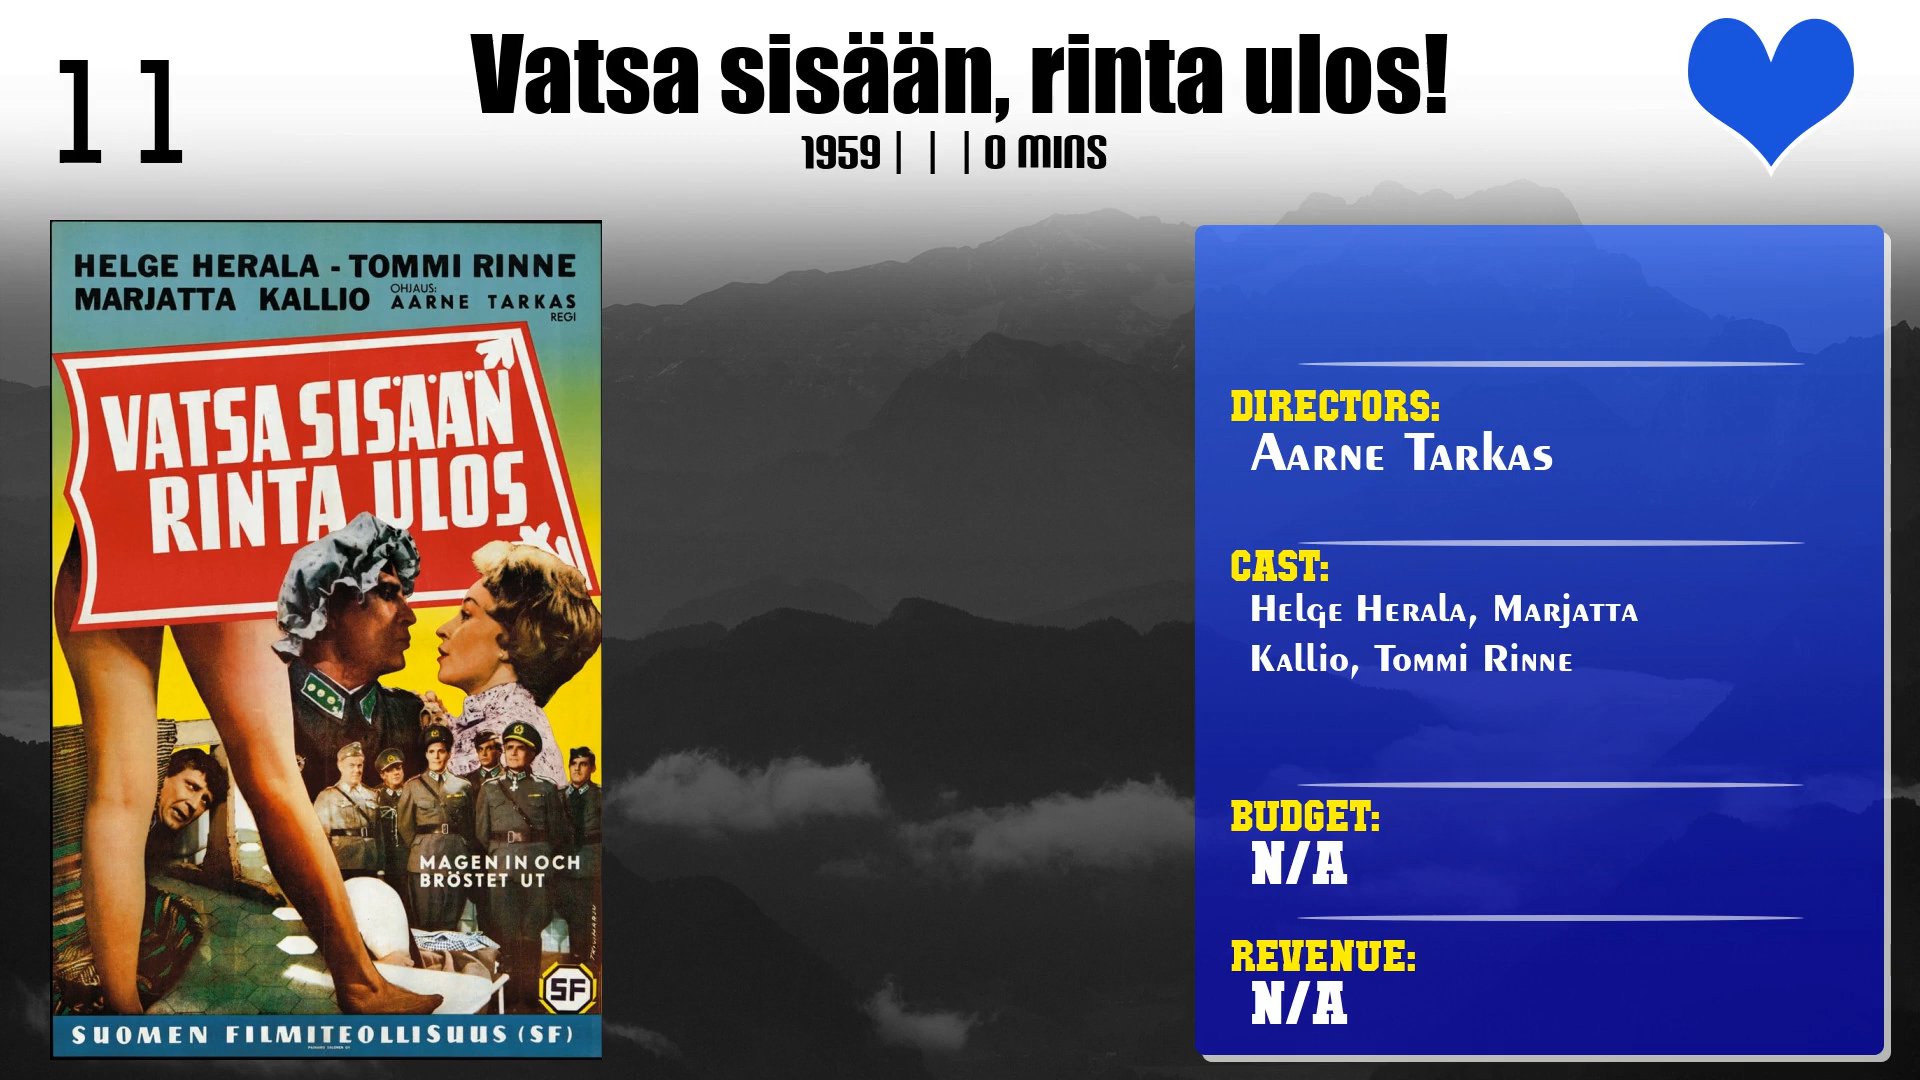 11
Vatsa sisään, rinta ulos!
1959 | | | 0 MINS
HELGE HERALA - TOMMI RINNE
MARJATTA KALLIO OHJAUS: AARNE TARKAS
REGI
VATSA SISÄÄN
RINTA ULOS
MAGEN IN OCH
BRÖSTET UT
SF
SUOMEN FILMITEOLLISUUS (SF)
DIRECTORS:
Aarne Tarkas
CAST:
Helge Herala, Marjatta
Kallio, Tommi Rinne
BUDGET:
N/A
REVENUE:
N/A